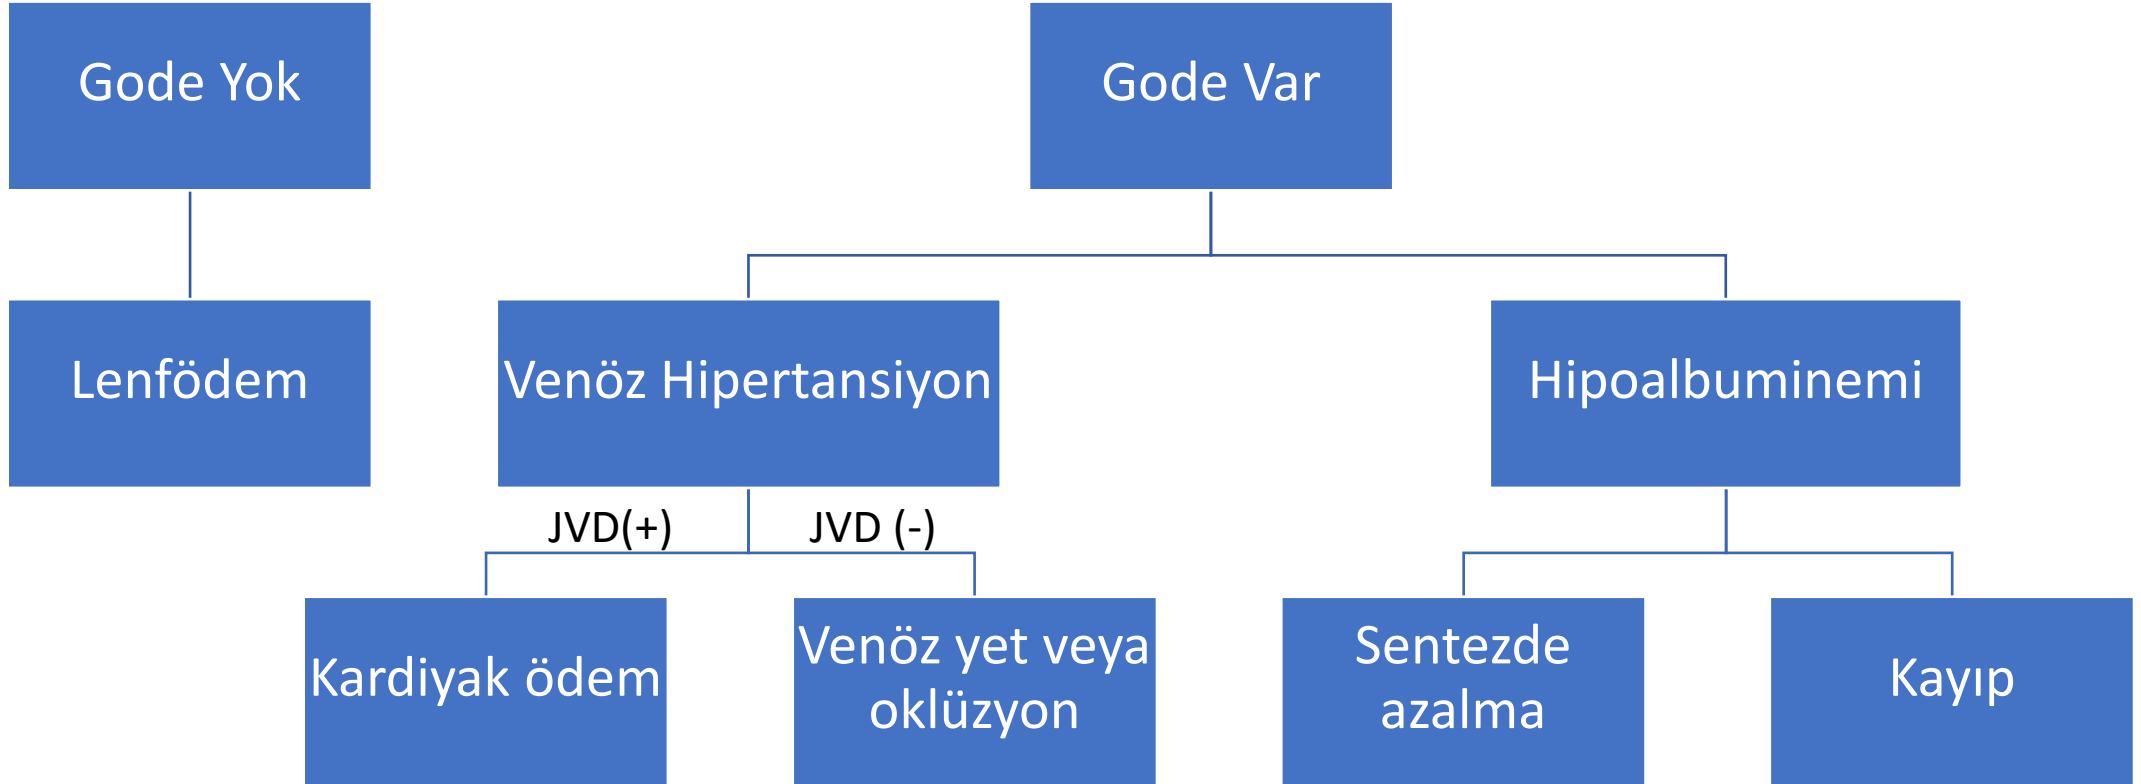 Gode Yok
Gode Var
Lenfödem
Venöz Hipertansiyon
Hipoalbuminemi
JVD(+)
JVD (-)
Kardiyak ödem
Venöz yet veya
oklüzyon
Sentezde
azalma
Kayıp